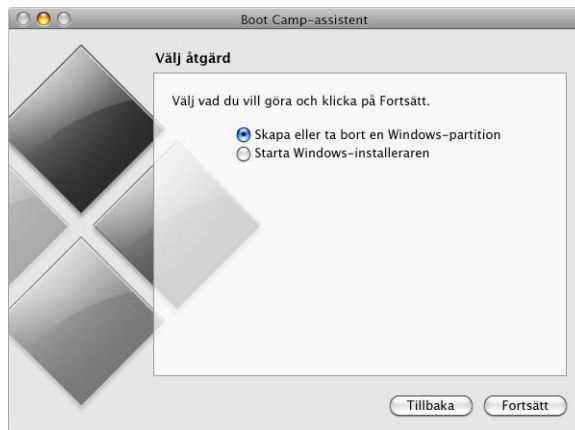 Boot Camp-assistent
Välj åtgärd
Välj vad du vill göra och klicka på Fortsätt.
Skapa eller ta bort en Windows-partition
Starta Windows-installeraren
Tillbaka
Fortsätt